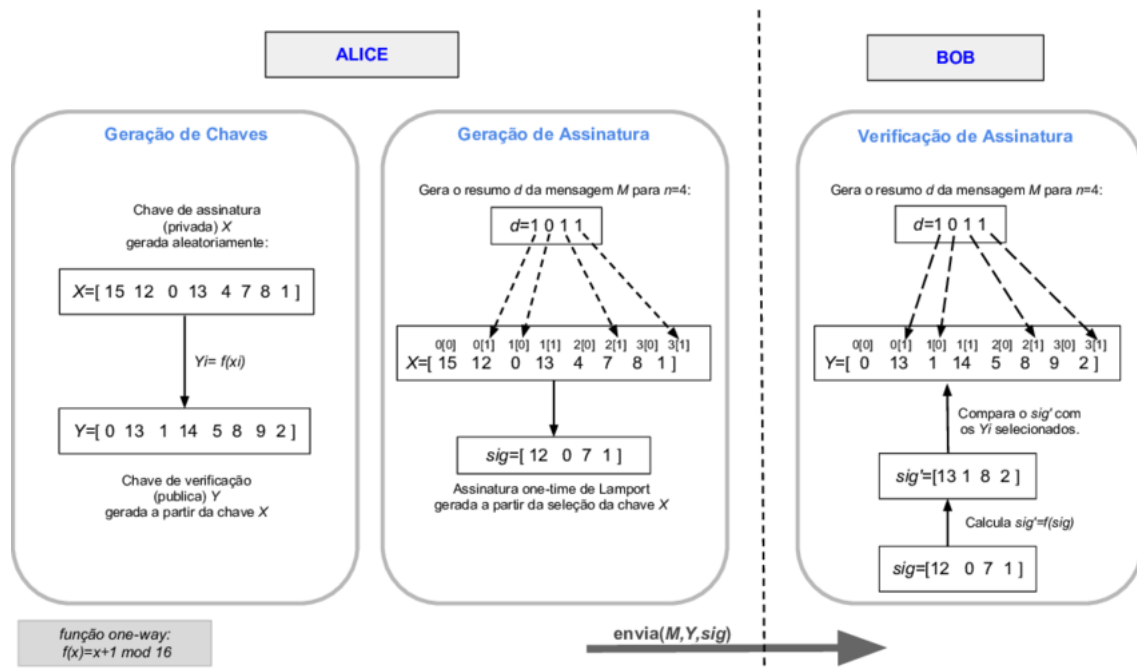 ALICE
Geração de Chaves
Chave de assinatura
(privada) X
gerada aleatoriamente:
X=[ 15 12 0 13 4 7 8 1 ]
Yi= f(xi)
Y=[ 0 13 1 14 5 8 9 2 ]
Chave de verificação
(publica) Y
gerada a partir da chave X
função one-way:
f(x)=x+1 mod 16
Geração de Assinatura
Gera o resumo d da mensagem M para n=4:
d=1 0 1 1
0[0] 0[1] 1[0] 1[1] 2[0] 2[1] 3[0] 3[1]
X=[ 15 12 0 13 4 7 8 1 ]
sig=[ 12 0 7 1 ]
Assinatura one-time de Lamport
gerada a partir da seleção da chave X
envia(M,Y,sig)
BOB
Verificação de Assinatura
Gera o resumo d da mensagem M para n=4:
d=1 0 1 1
0[0] 0[1] 1[0] 1[1] 2[0] 2[1] 3[0] 3[1]
Y=[ 0 13 1 14 5 8 9 2 ]
Compara o sig' com
os Yi selecionados.
sig'=[13 1 8 2 ]
Calcula sig'=f(sig)
sig=[12 0 7 1 ]